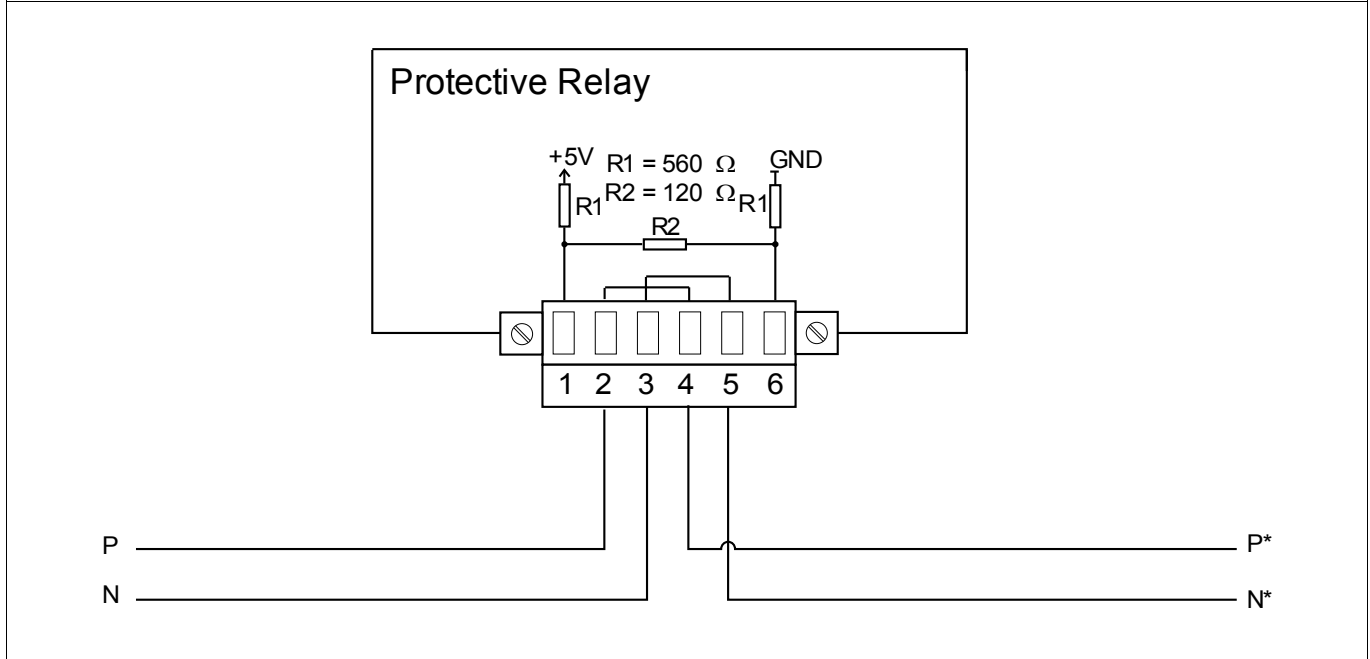 Protective Relay
+5V R1 = 560 Ω GND
R1 R2 = 120 Ω R1
R2
1 2 3 4 5 6
P P*
N N*